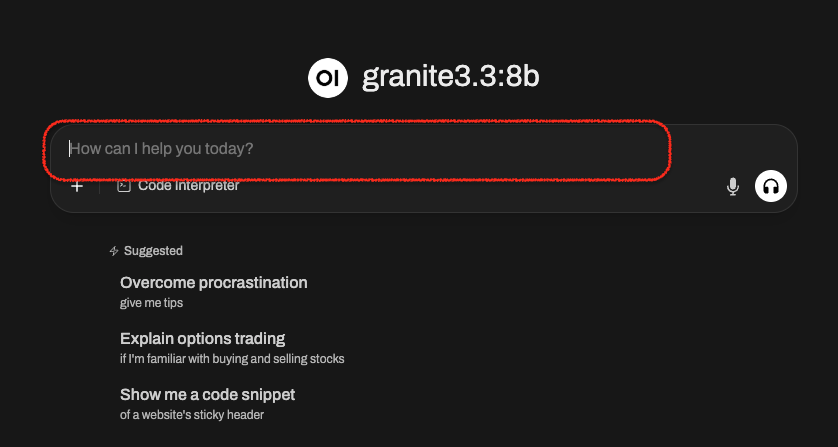 OI granite3.3:8b
How can I help you today?
Code Interpreter
Suggested
Overcome procrastination
give me tips
Explain options trading
if I'm familiar with buying and selling stocks
Show me a code snippet
of a website's sticky header